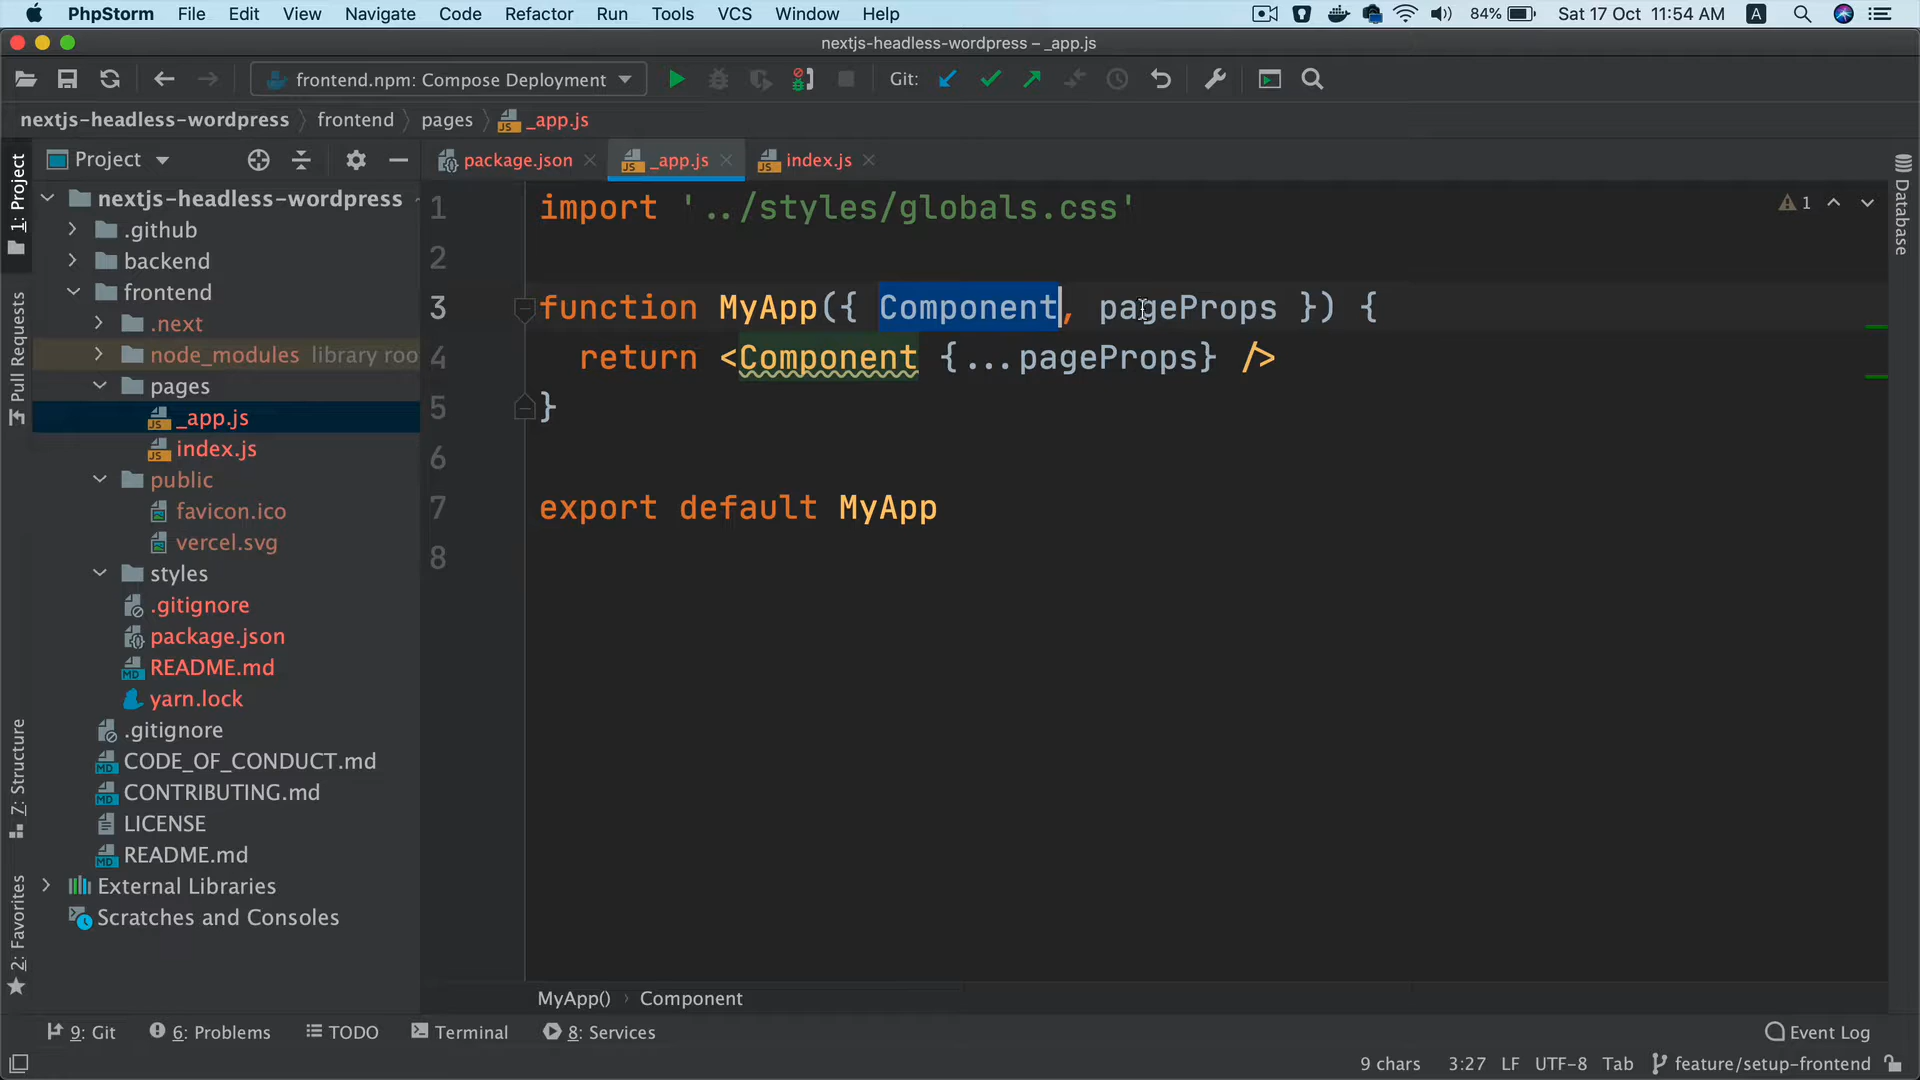 PhpStorm File Edit View Navigate Code Refactor Run Tools VCS Window Help 84% Sat 17 Oct 11:54 AM A
nextjs-headless-wordpress – _app.js
frontend.npm: Compose Deployment Git:
nextjs-headless-wordpress frontend pages _app.js
Project package.json _app.js index.js
1: Project
Pull Requests
7: Structure
2: Favorites
nextjs-headless-wordpress
.github
backend
frontend
.next
node_modules library roo
pages
_app.js
index.js
public
favicon.ico
vercel.svg
styles
.gitignore
package.json
README.md
yarn.lock
.gitignore
CODE_OF_CONDUCT.md
CONTRIBUTING.md
LICENSE
README.md
External Libraries
Scratches and Consoles
1 import '../styles/globals.css'
2
3 function MyApp({ Component, pageProps }) {
4 return <Component {...pageProps} />
5 }
6
7 export default MyApp
8
1
Database
MyApp() Component
9: Git 6: Problems TODO Terminal 8: Services Event Log
9 chars 3:27 LF UTF-8 Tab feature/setup-frontend